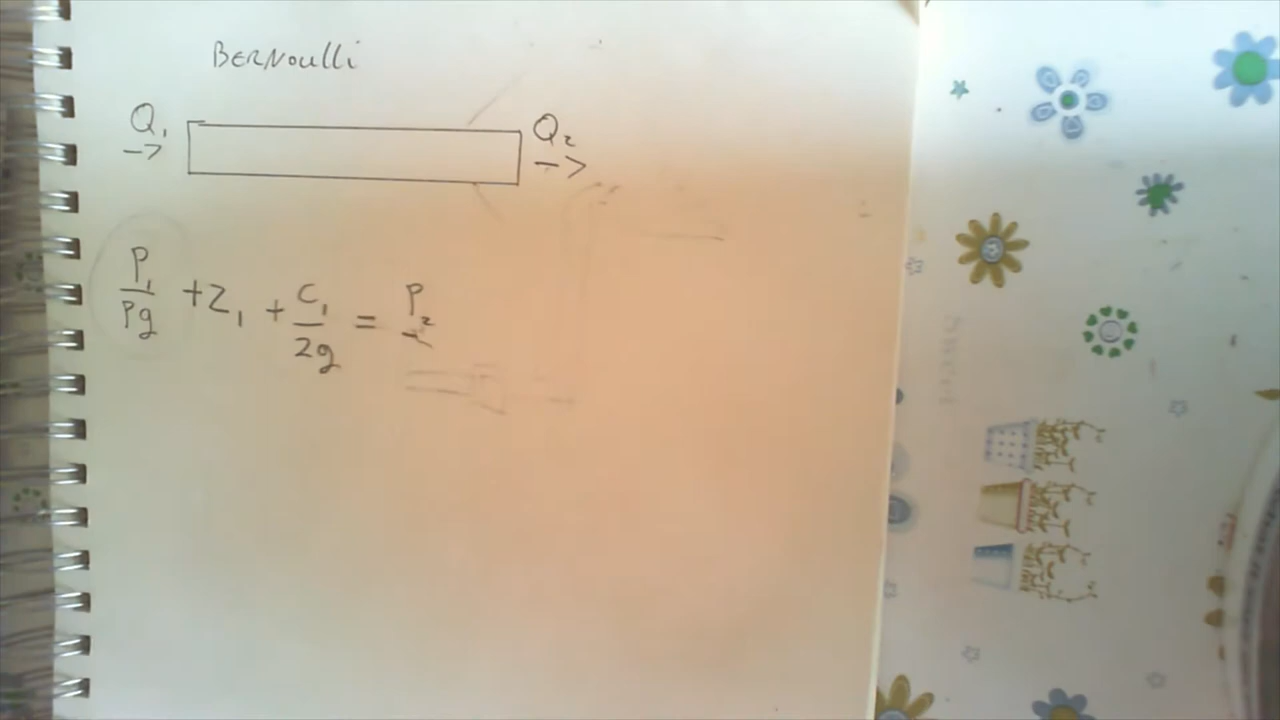 BERNOULLI
Q₁ -> Q₂ ->
P₁/ρg + Z₁ + C₁/2g = P₂